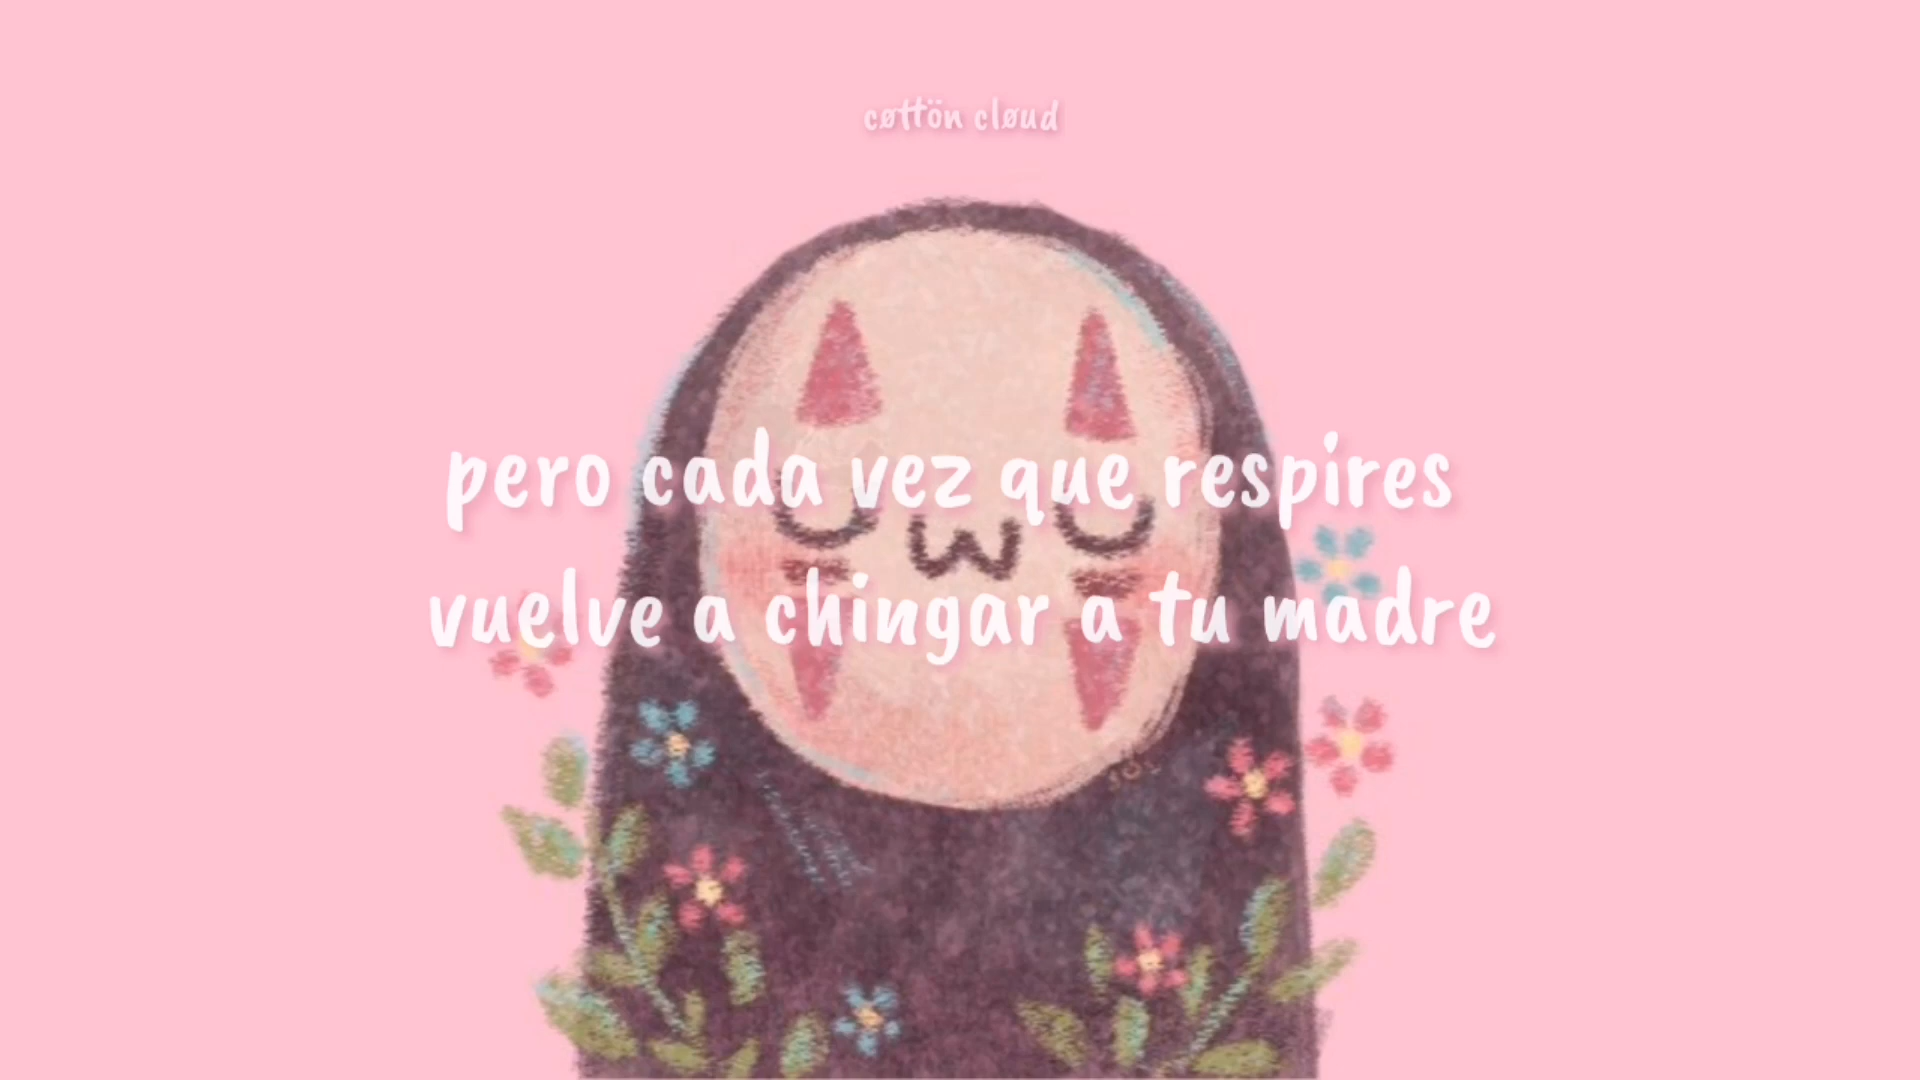 cøttön cløud
pero cada vez que respires
vuelve a chingar a tu madre